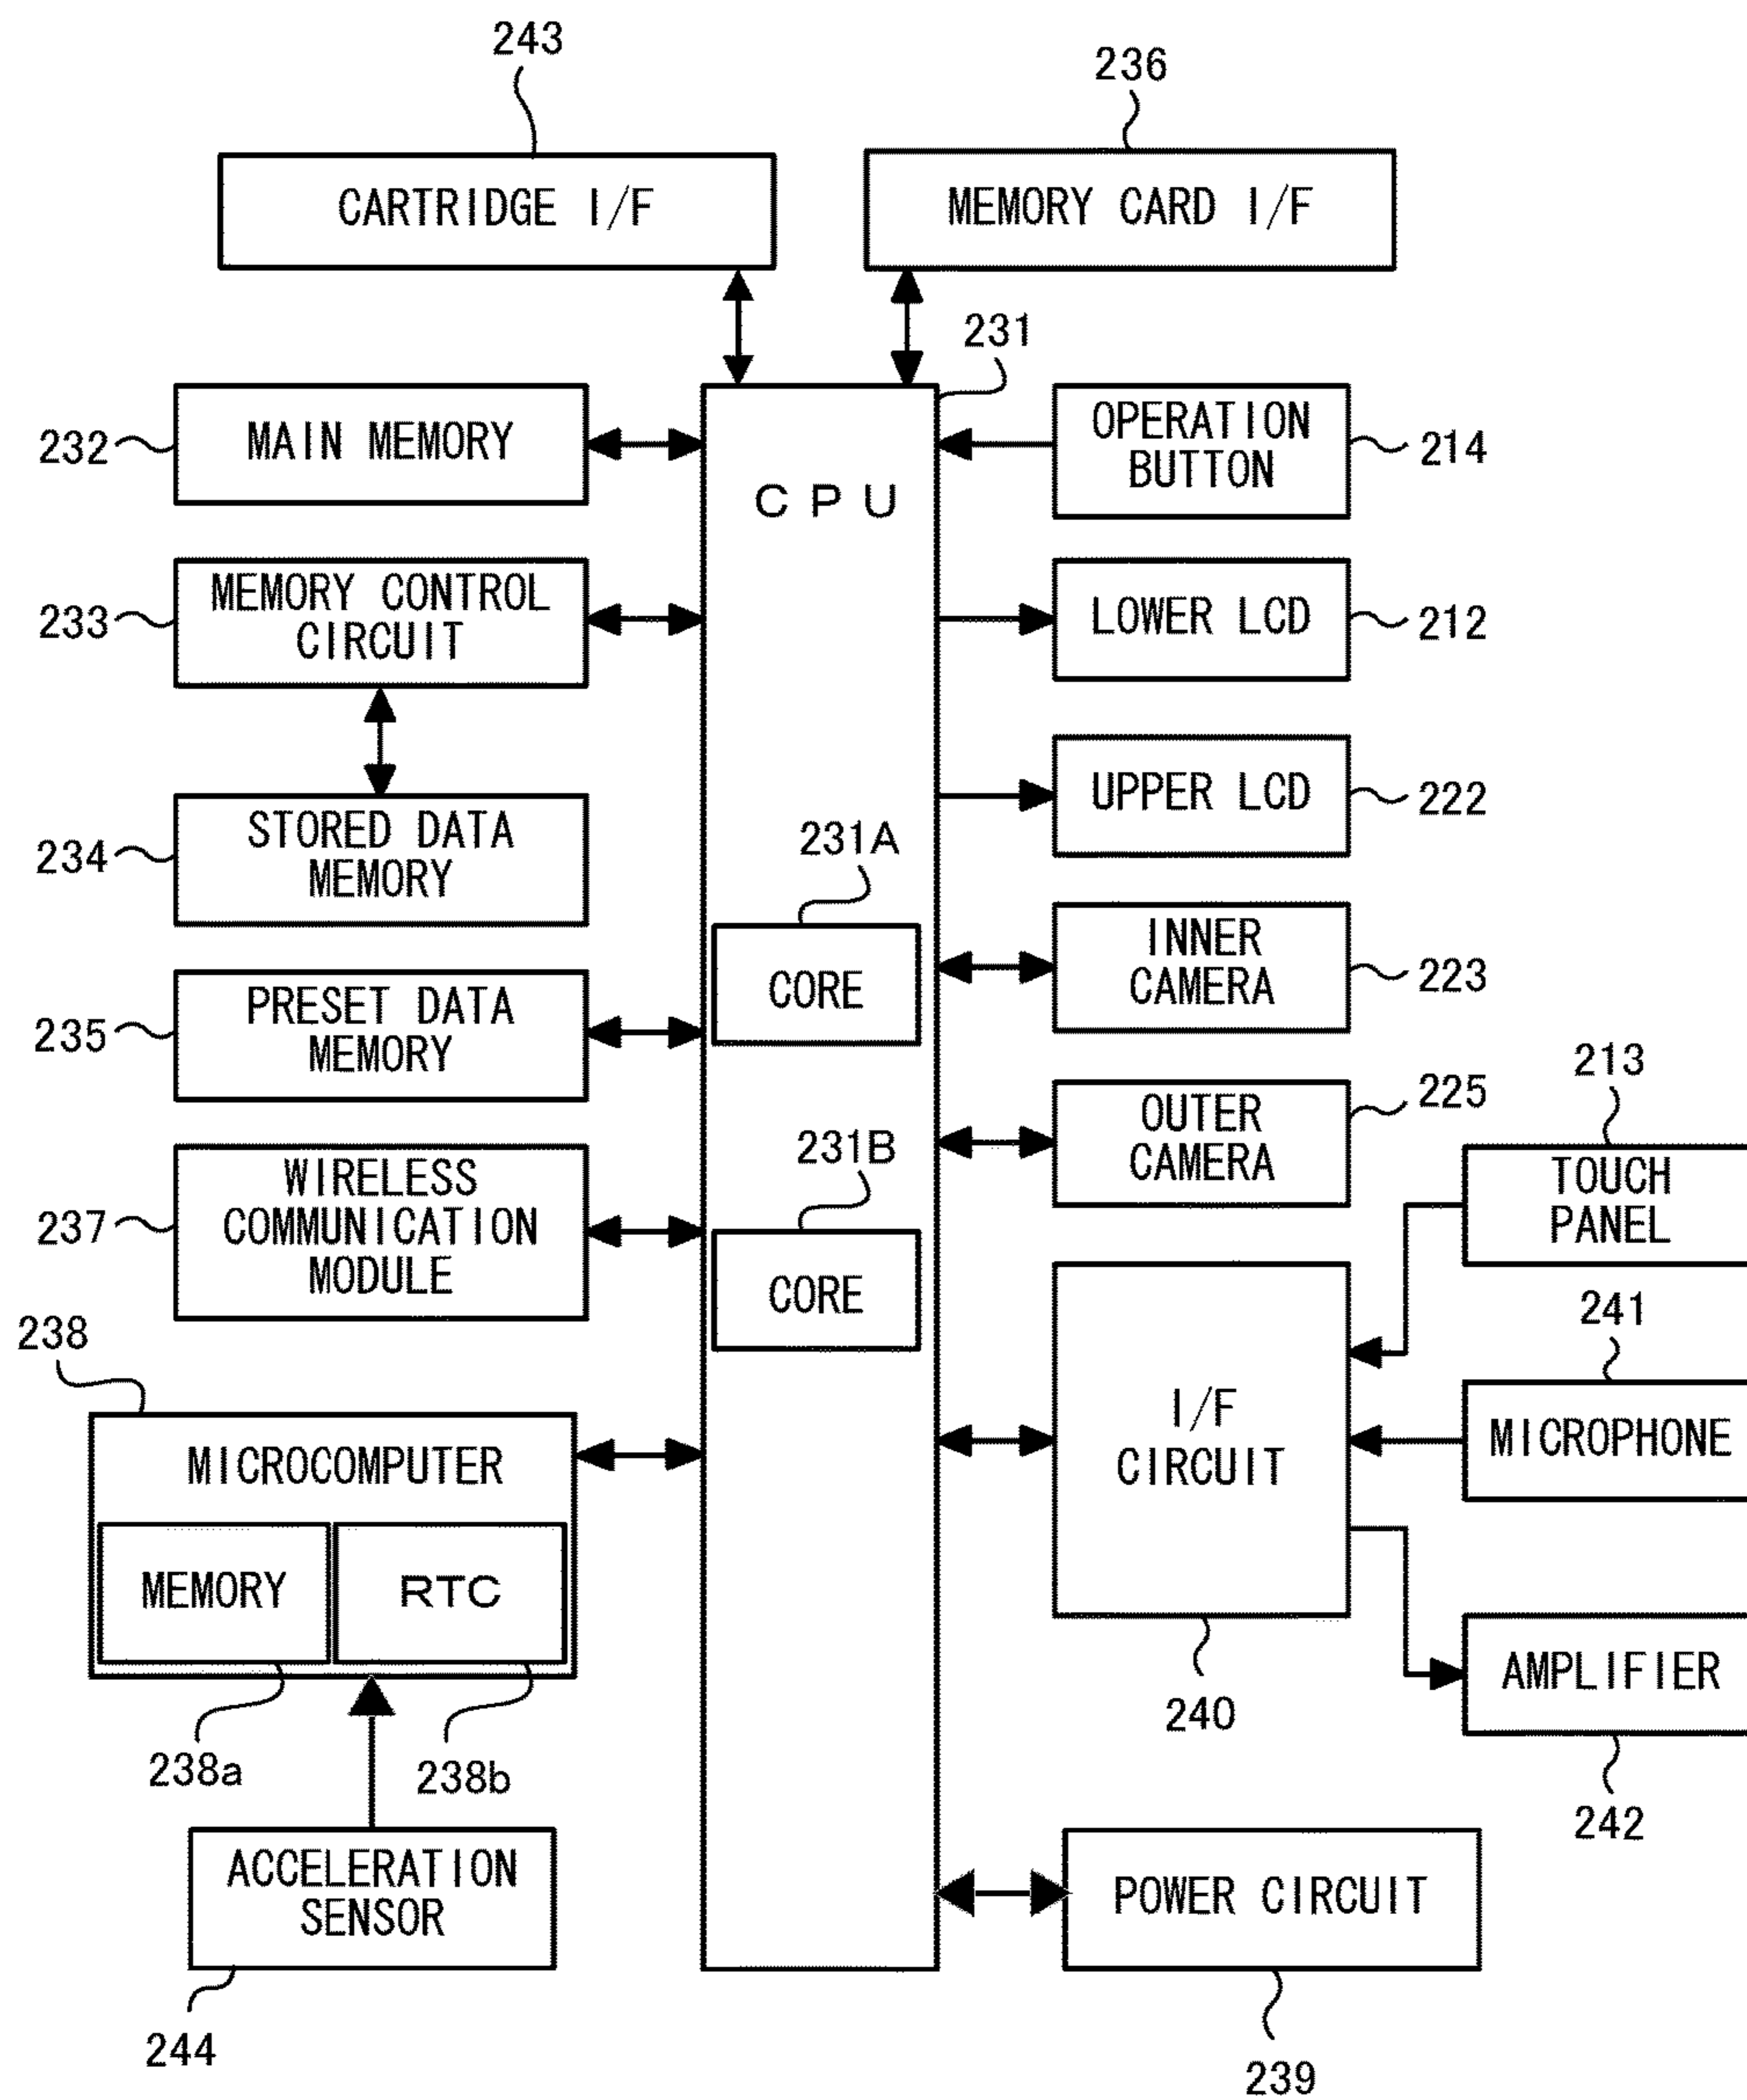 243
236
CARTRIDGE I/F
MEMORY CARD I/F
231
232
MAIN MEMORY
CPU
OPERATION
BUTTON
214
233
MEMORY CONTROL
CIRCUIT
LOWER LCD
212
234
STORED DATA
MEMORY
UPPER LCD
222
231A
CORE
INNER
CAMERA
223
235
PRESET DATA
MEMORY
OUTER
CAMERA
225
213
TOUCH
PANEL
237
WIRELESS
COMMUNICATION
MODULE
231B
CORE
238
MICROCOMPUTER
MEMORY
RTC
238a
238b
I/F
CIRCUIT
240
241
MICROPHONE
AMPLIFIER
242
ACCELERATION
SENSOR
244
POWER CIRCUIT
239